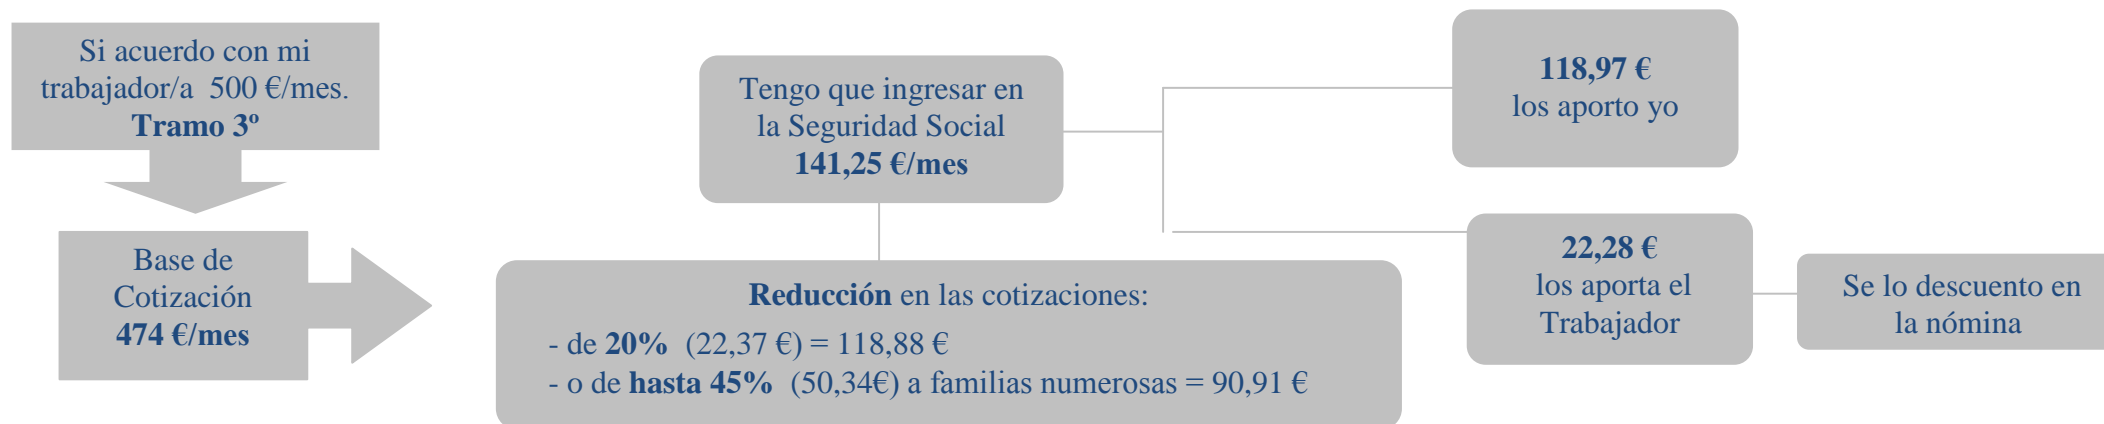 Si acuerdo con mi
trabajador/a 500 €/mes.
Tramo 3º
Base de
Cotización
474 €/mes
Tengo que ingresar en
la Seguridad Social
141,25 €/mes
Reducción en las cotizaciones:
- de 20% (22,37 €) = 118,88 €
- o de hasta 45% (50,34€) a familias numerosas = 90,91 €
118,97 €
los aporto yo
22,28 €
los aporta el
Trabajador
Se lo descuento en
la nómina